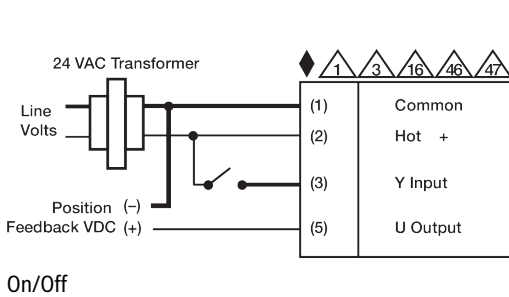 24 VAC Transformer
1 3 16 46 47
Line
Volts
(1) Common
(2) Hot +
(3) Y Input
Position (–)
Feedback VDC (+)
(5) U Output
On/Off